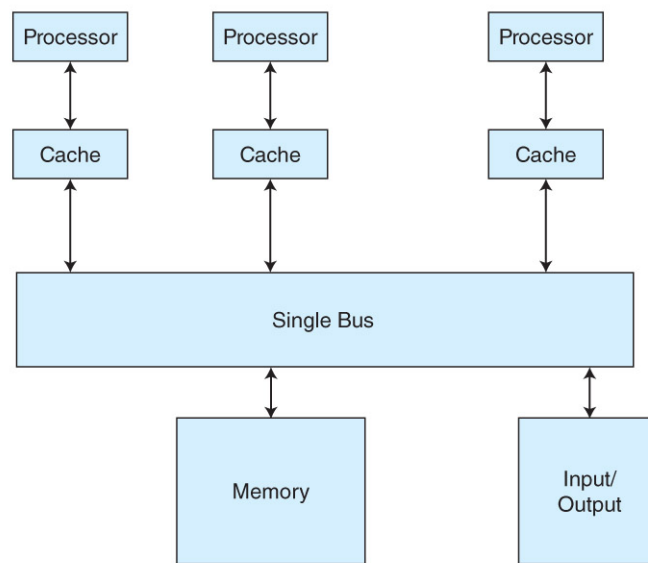 Processor
Processor
Processor
Cache
Cache
Cache
Single Bus
Memory
Input/
Output